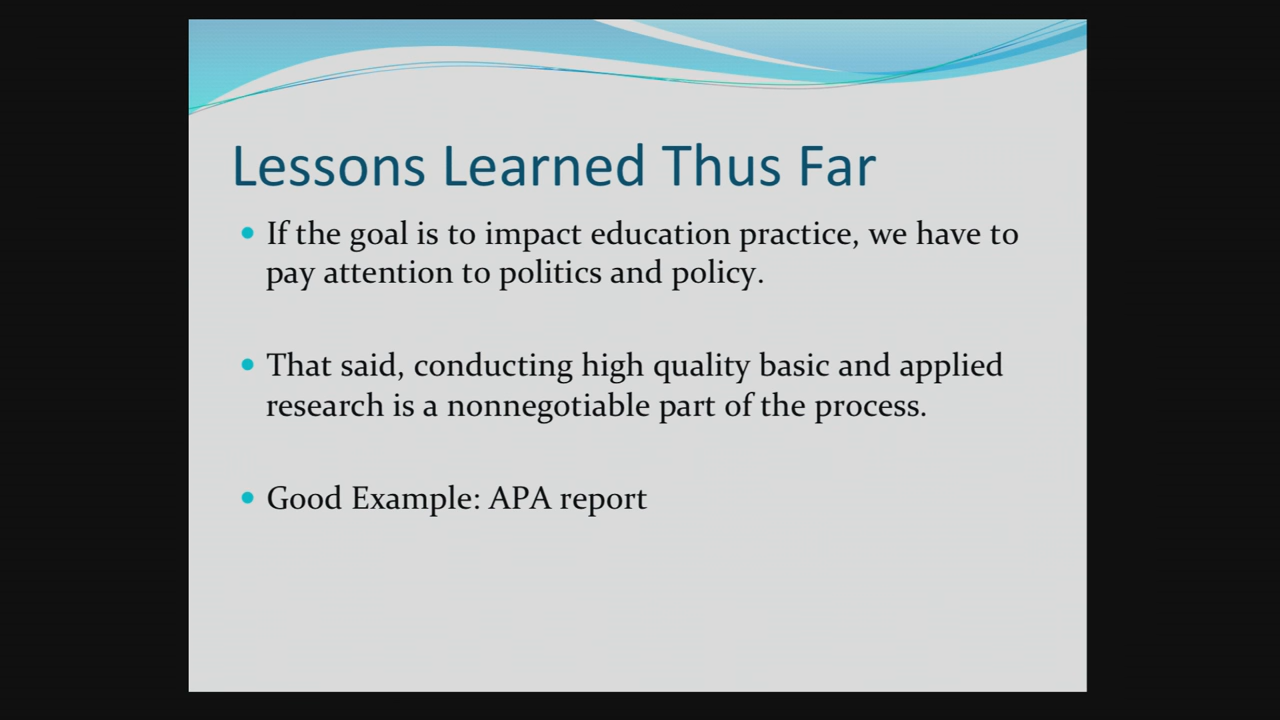 Lessons Learned Thus Far
If the goal is to impact education practice, we have to
pay attention to politics and policy.
That said, conducting high quality basic and applied
research is a nonnegotiable part of the process.
Good Example: APA report